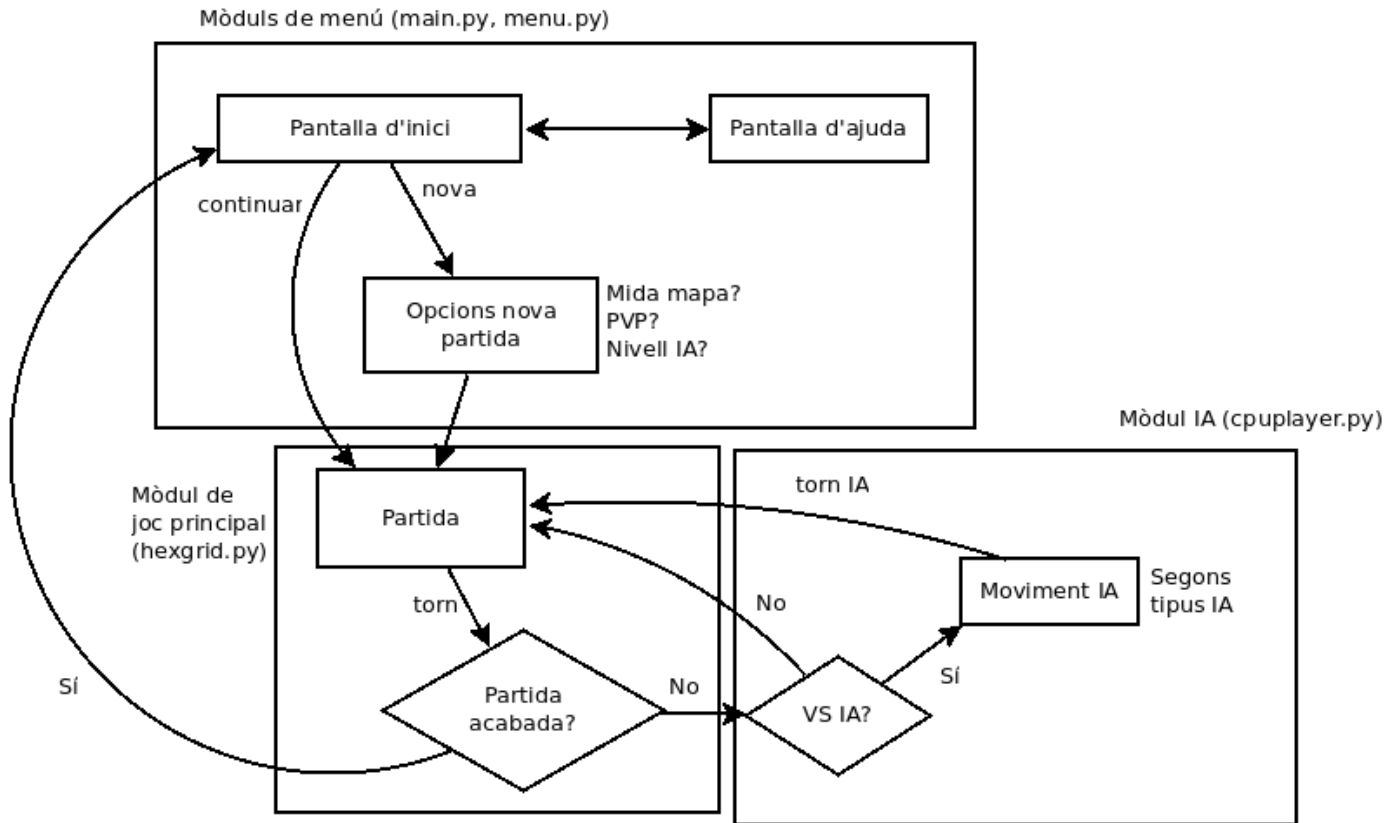 Mòduls de menú (main.py, menu.py)
Pantalla d'inici
Pantalla d'ajuda
continuar
nova
Opcions nova
partida
Mida mapa?
PVP?
Nivell IA?
Mòdul IA (cpuplayer.py)
Mòdul de
joc principal
(hexgrid.py)
Partida
torn IA
torn
No
Moviment IA
Segons
tipus IA
Sí
Partida
acabada?
No
VS IA?
Sí